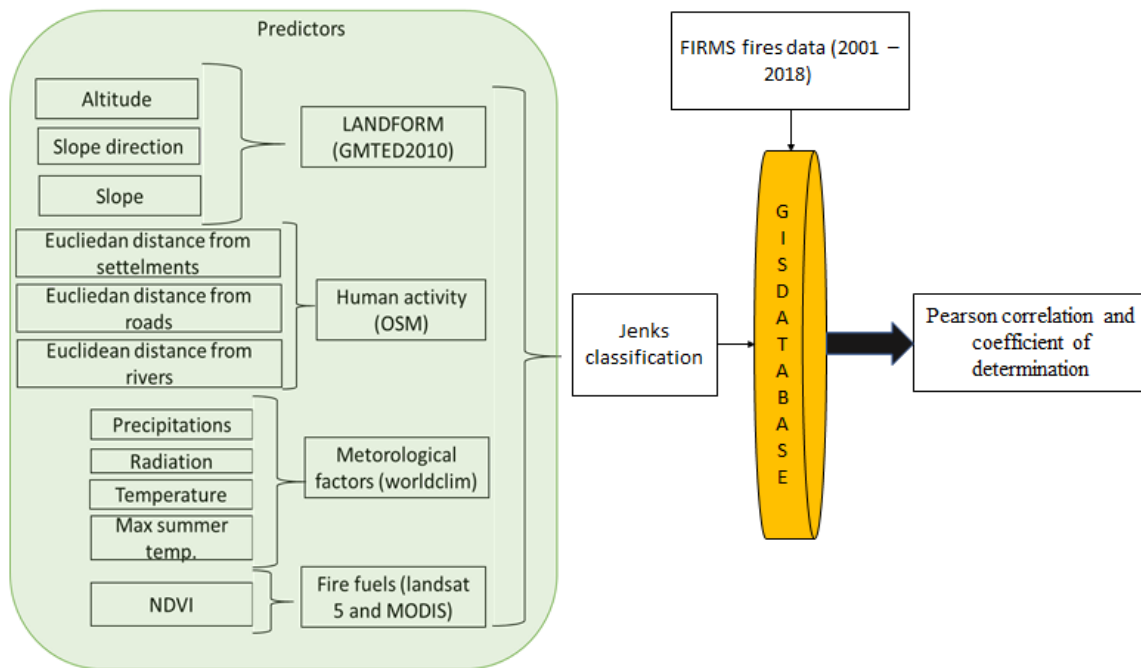 Predictors
Altitude
Slope direction
Slope
LANDFORM
(GMTED2010)
Eucliedan distance from
settelments
Eucliedan distance from
roads
Euclidean distance from
rivers
Human activity
(OSM)
Precipitations
Radiation
Temperature
Max summer
temp.
Metorological
factors (worldclim)
NDVI
Fire fuels (landsat
5 and MODIS)
Jenks
classification
FIRMS fires data (2001 –
2018)
G
I
S
D
A
T
A
B
A
S
E
Pearson correlation and
coefficient of
determination